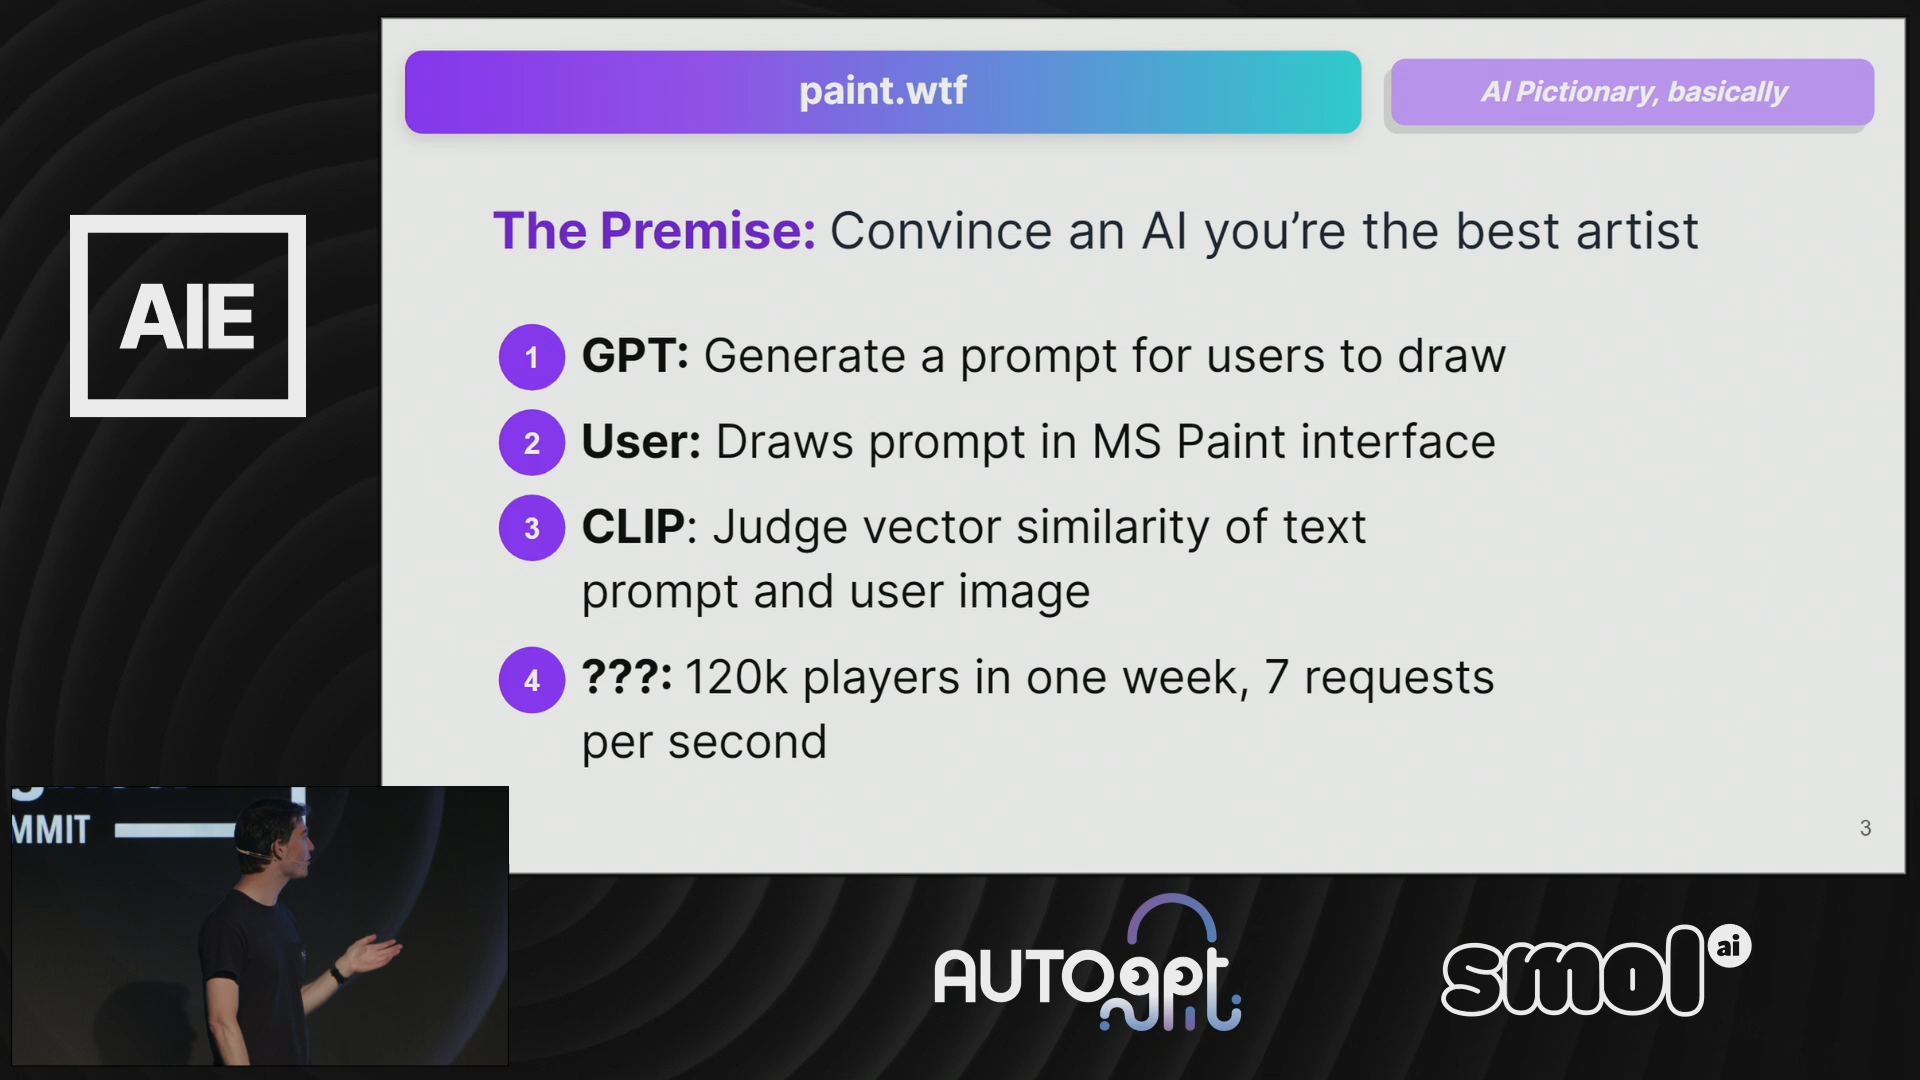 paint.wtf
AI Pictionary, basically
The Premise: Convince an AI you're the best artist
AIE
1 GPT: Generate a prompt for users to draw
2 User: Draws prompt in MS Paint interface
3 CLIP: Judge vector similarity of text
prompt and user image
4 ???: 120k players in one week, 7 requests
per second
3
MMIT
AUTOgpt
smol ai